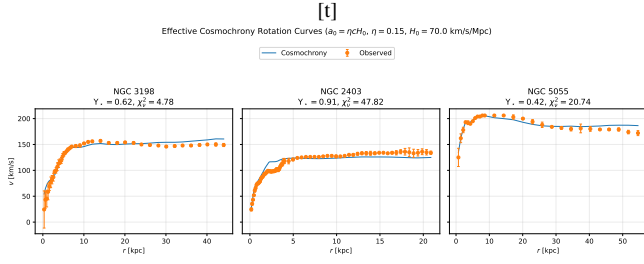 [t]
Effective Cosmochrony Rotation Curves (a₀ = ηcH₀, η = 0.15, H₀ = 70.0 km/s/Mpc)
Cosmochrony Observed
NGC 3198
Υ⋆ = 0.62, χ²ᵥ = 4.78
NGC 2403
Υ⋆ = 0.91, χ²ᵥ = 47.82
NGC 5055
Υ⋆ = 0.42, χ²ᵥ = 20.74
v [km/s]
200
150
100
50
0
0 10 20 30 40
r [kpc]
0 5 10 15 20
r [kpc]
0 10 20 30 40 50
r [kpc]